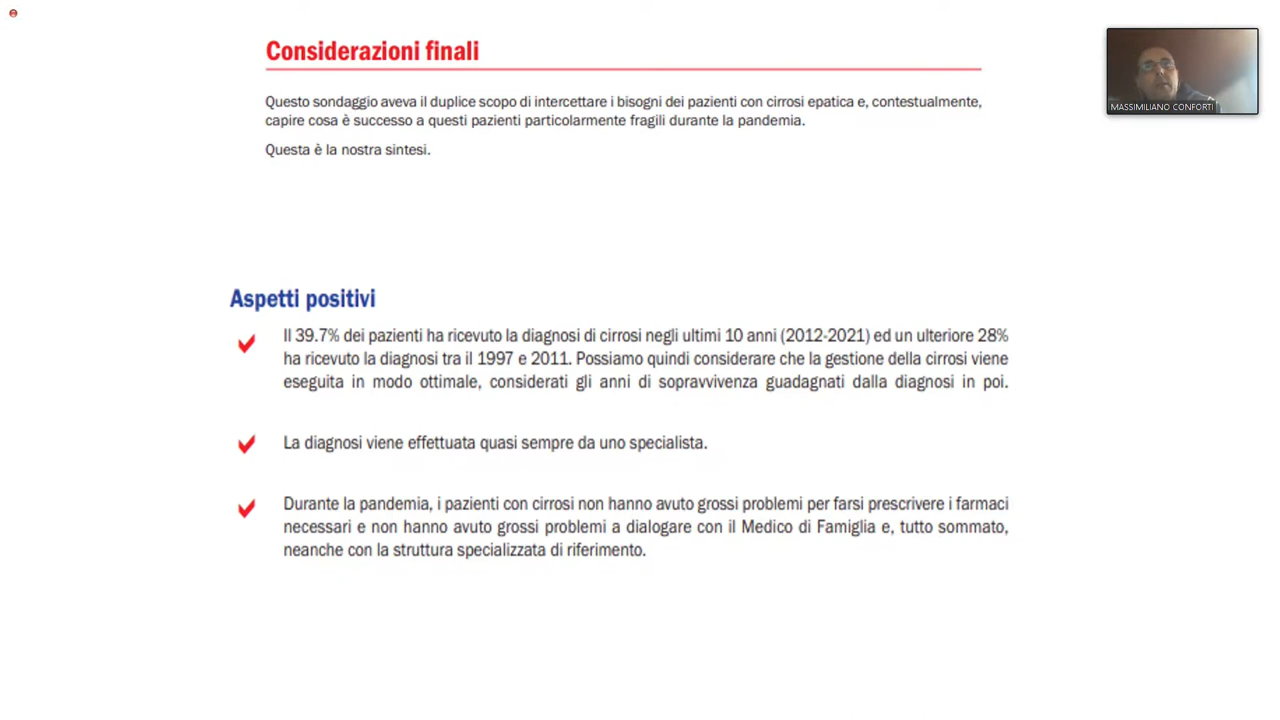 Considerazioni finali
MASSIMILIANO CONFORTI
Questo sondaggio aveva il duplice scopo di intercettare i bisogni dei pazienti con cirrosi epatica e, contestualmente,
capire cosa è successo a questi pazienti particolarmente fragili durante la pandemia.
Questa è la nostra sintesi.
Aspetti positivi
Il 39.7% dei pazienti ha ricevuto la diagnosi di cirrosi negli ultimi 10 anni (2012-2021) ed un ulteriore 28%
ha ricevuto la diagnosi tra il 1997 e 2011. Possiamo quindi considerare che la gestione della cirrosi viene
eseguita in modo ottimale, considerati gli anni di sopravvivenza guadagnati dalla diagnosi in poi.
La diagnosi viene effettuata quasi sempre da uno specialista.
Durante la pandemia, i pazienti con cirrosi non hanno avuto grossi problemi per farsi prescrivere i farmaci
necessari e non hanno avuto grossi problemi a dialogare con il Medico di Famiglia e, tutto sommato,
neanche con la struttura specializzata di riferimento.